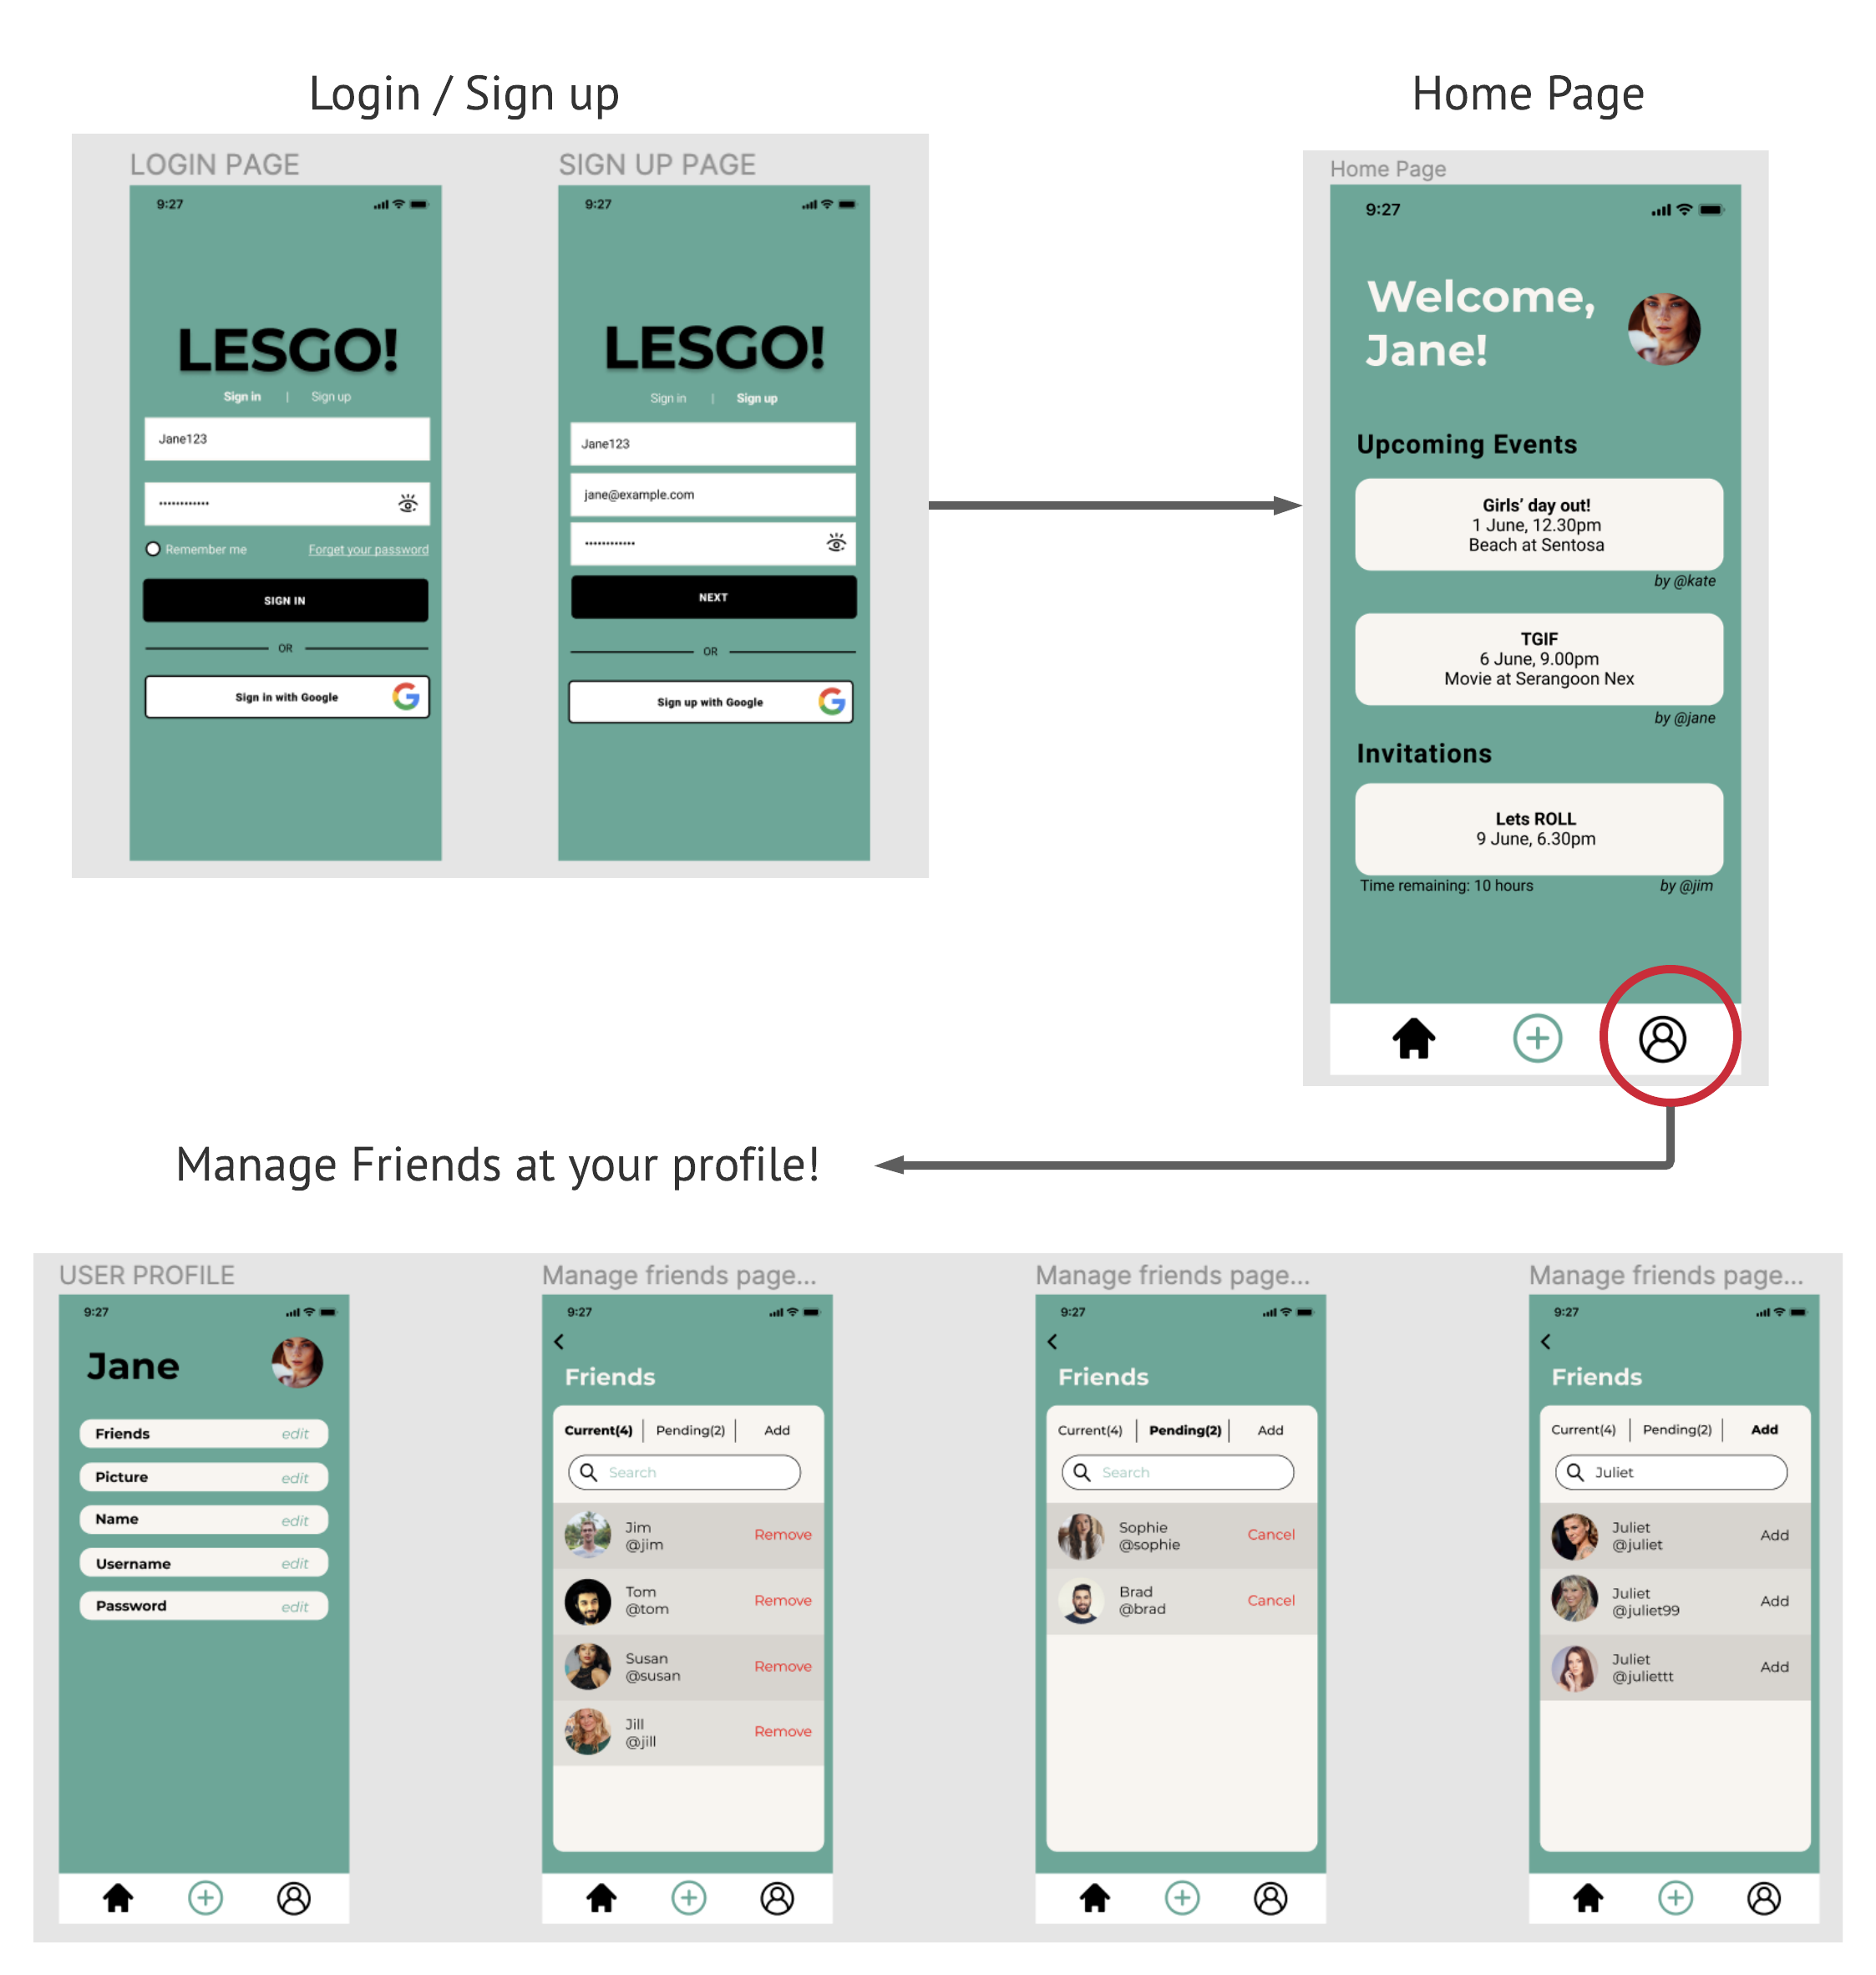 Login / Sign up
LOGIN PAGE
9:27
LESGO!
Sign in | Sign up
Jane123
••••••••••••
Remember me
Forget your password
SIGN IN
OR
Sign in with Google
SIGN UP PAGE
9:27
LESGO!
Sign in | Sign up
Jane123
jane@example.com
••••••••••••
NEXT
OR
Sign up with Google
Home Page
Home Page
9:27
Welcome,
Jane!
Upcoming Events
Girls' day out!
1 June, 12.30pm
Beach at Sentosa
by @kate
TGIF
6 June, 9.00pm
Movie at Serangoon Nex
by @jane
Invitations
Lets ROLL
9 June, 6.30pm
Time remaining: 10 hours
by @jim
Manage Friends at your profile!
USER PROFILE
9:27
Jane
Friends edit
Picture edit
Name edit
Username edit
Password edit
Manage friends page...
9:27
Friends
Current(4) | Pending(2) | Add
Search
Jim
@jim
Remove
Tom
@tom
Remove
Susan
@susan
Remove
Jill
@jill
Remove
Manage friends page...
9:27
Friends
Current(4) | Pending(2) | Add
Search
Sophie
@sophie
Cancel
Brad
@brad
Cancel
Manage friends page...
9:27
Friends
Current(4) | Pending(2) | Add
Juliet
Juliet
@juliet
Add
Juliet
@juliet99
Add
Juliet
@juliettt
Add